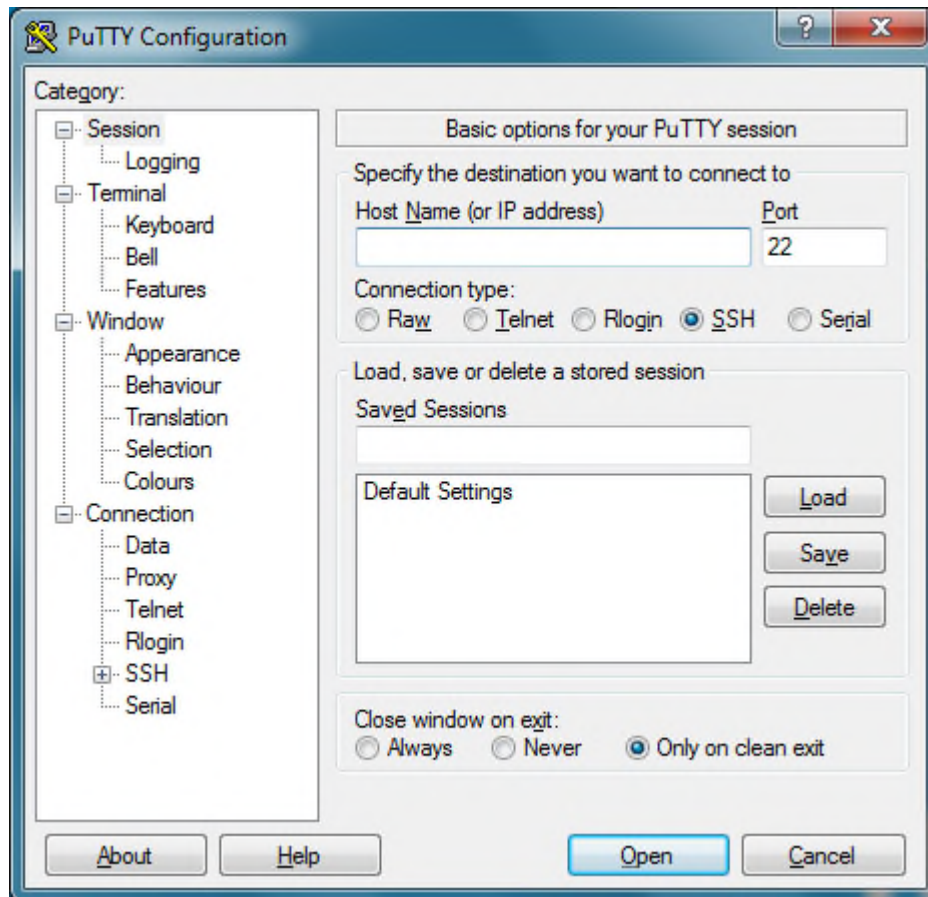 PuTTY Configuration
?
X
Category:
Session
Logging
Terminal
Keyboard
Bell
Features
Window
Appearance
Behaviour
Translation
Selection
Colours
Connection
Data
Proxy
Telnet
Rlogin
SSH
Serial
Basic options for your PuTTY session
Specify the destination you want to connect to
Host Name (or IP address) Port
22
Connection type:
Raw Telnet Rlogin SSH Serial
Load, save or delete a stored session
Saved Sessions
Default Settings
Load
Save
Delete
Close window on exit:
Always Never Only on clean exit
About Help Open Cancel